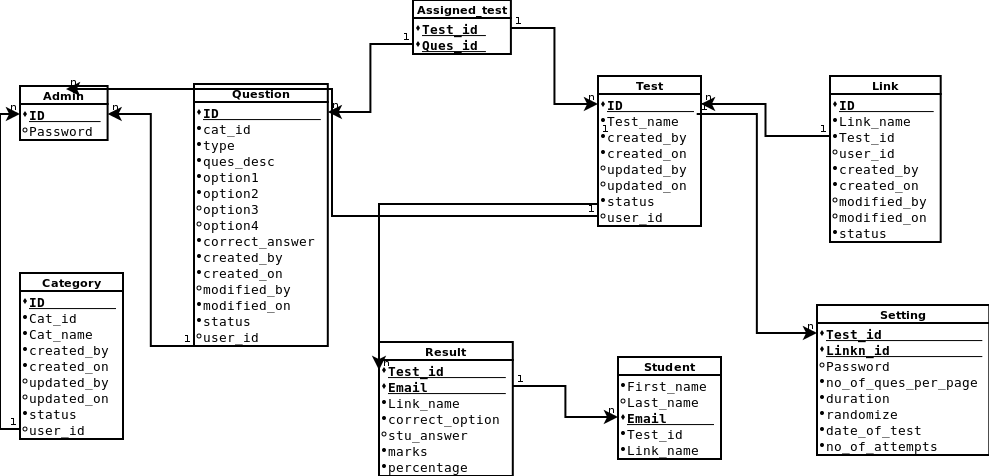 Assigned_test
Test_id
Ques_id
1
1
Admin
ID
Password
n
n
n
Question
ID
cat_id
type
ques_desc
option1
option2
option3
option4
correct_answer
created_by
created_on
modified_by
modified_on
status
user_id
n
1
Test
ID
Test_name
created_by
created_on
updated_by
updated_on
status
user_id
n
n
1
1
1
Link
ID
Link_name
Test_id
user_id
created_by
created_on
modified_by
modified_on
status
1
Category
ID
Cat_id
Cat_name
created_by
created_on
updated_by
updated_on
status
user_id
1
Result
Test_id
Email
Link_name
correct_option
stu_answer
marks
percentage
n
1
Student
First_name
Last_name
Email
Test_id
Link_name
n
Setting
Test_id
Linkn_id
Password
no_of_ques_per_page
duration
randomize
date_of_test
no_of_attempts
n